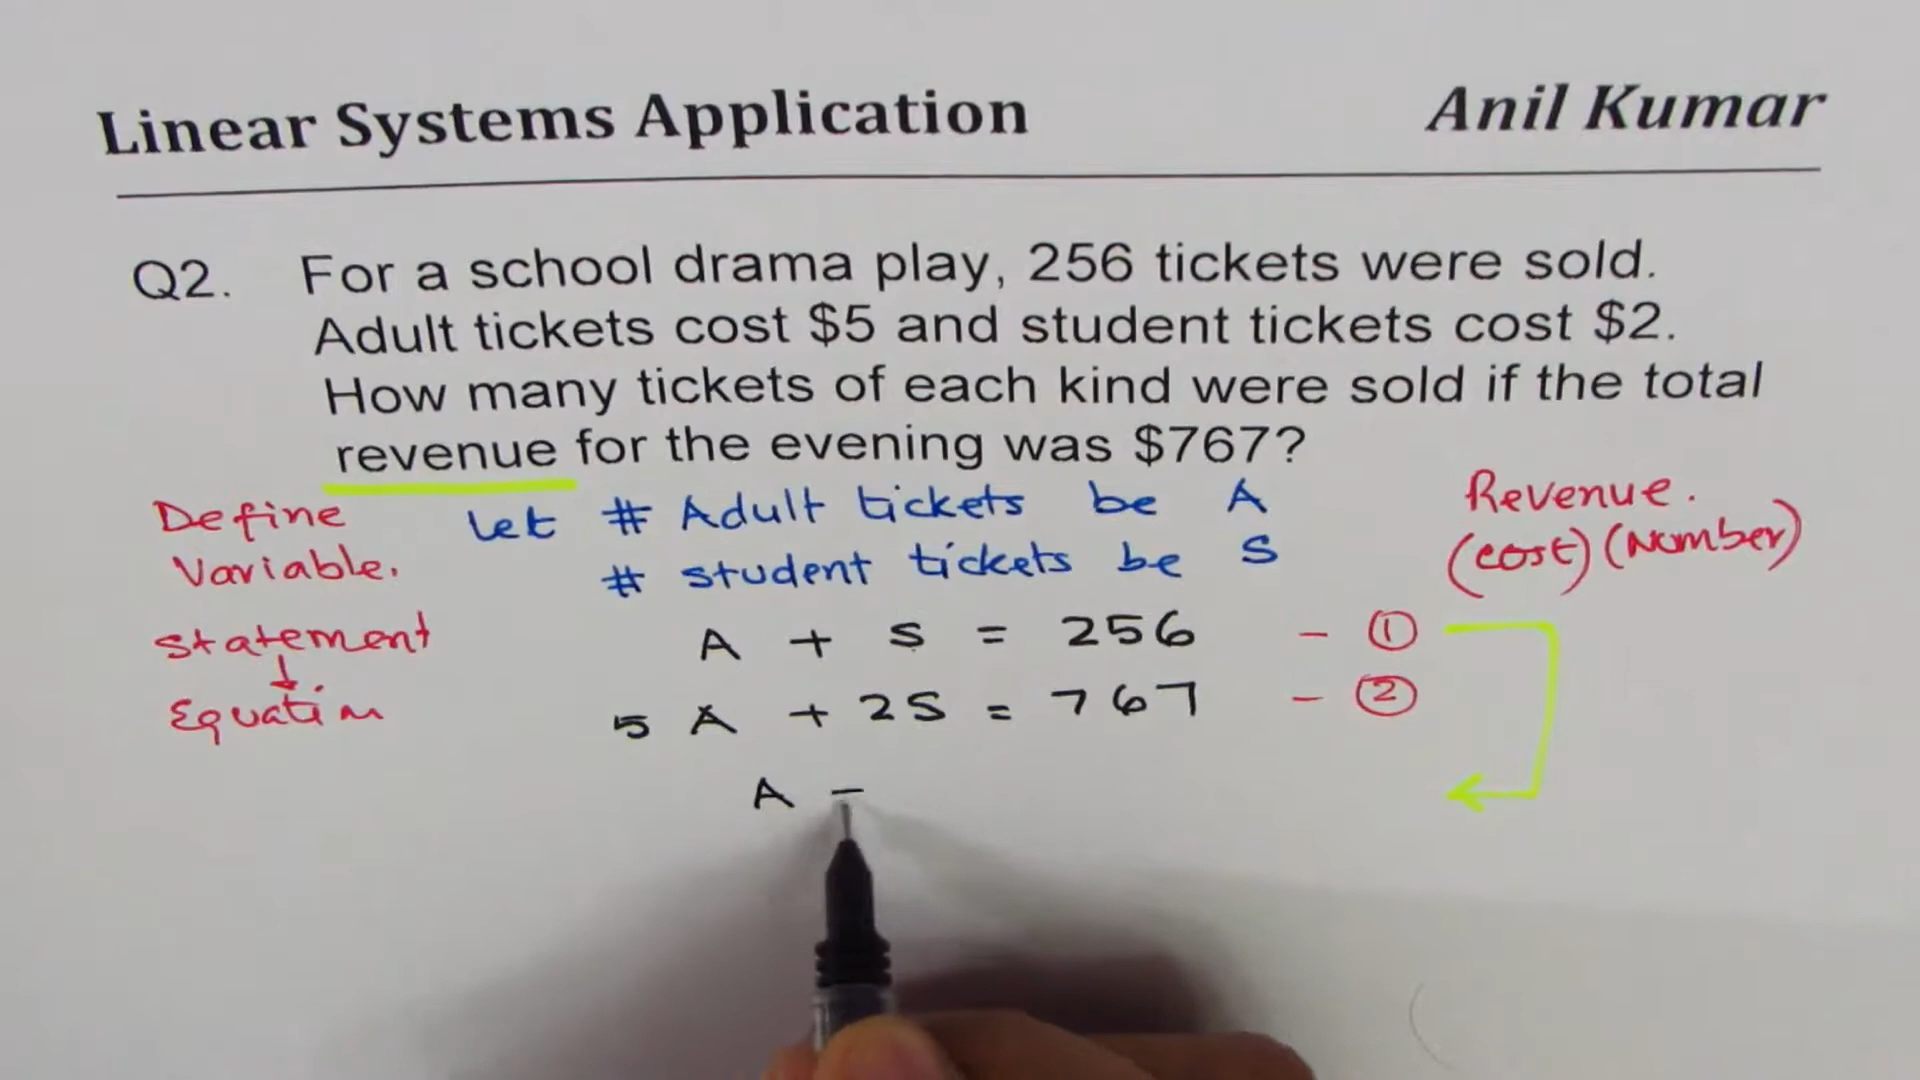 Linear Systems Application Anil Kumar
Q2. For a school drama play, 256 tickets were sold.
Adult tickets cost $5 and student tickets cost $2.
How many tickets of each kind were sold if the total
revenue for the evening was $767?
Define Variable.
Let # Adult tickets be A
# student tickets be S
Revenue.
(cost) (Number)
Statement
↓
Equation
A + S = 256 - ①
5 A + 2S = 767 - ②
A -